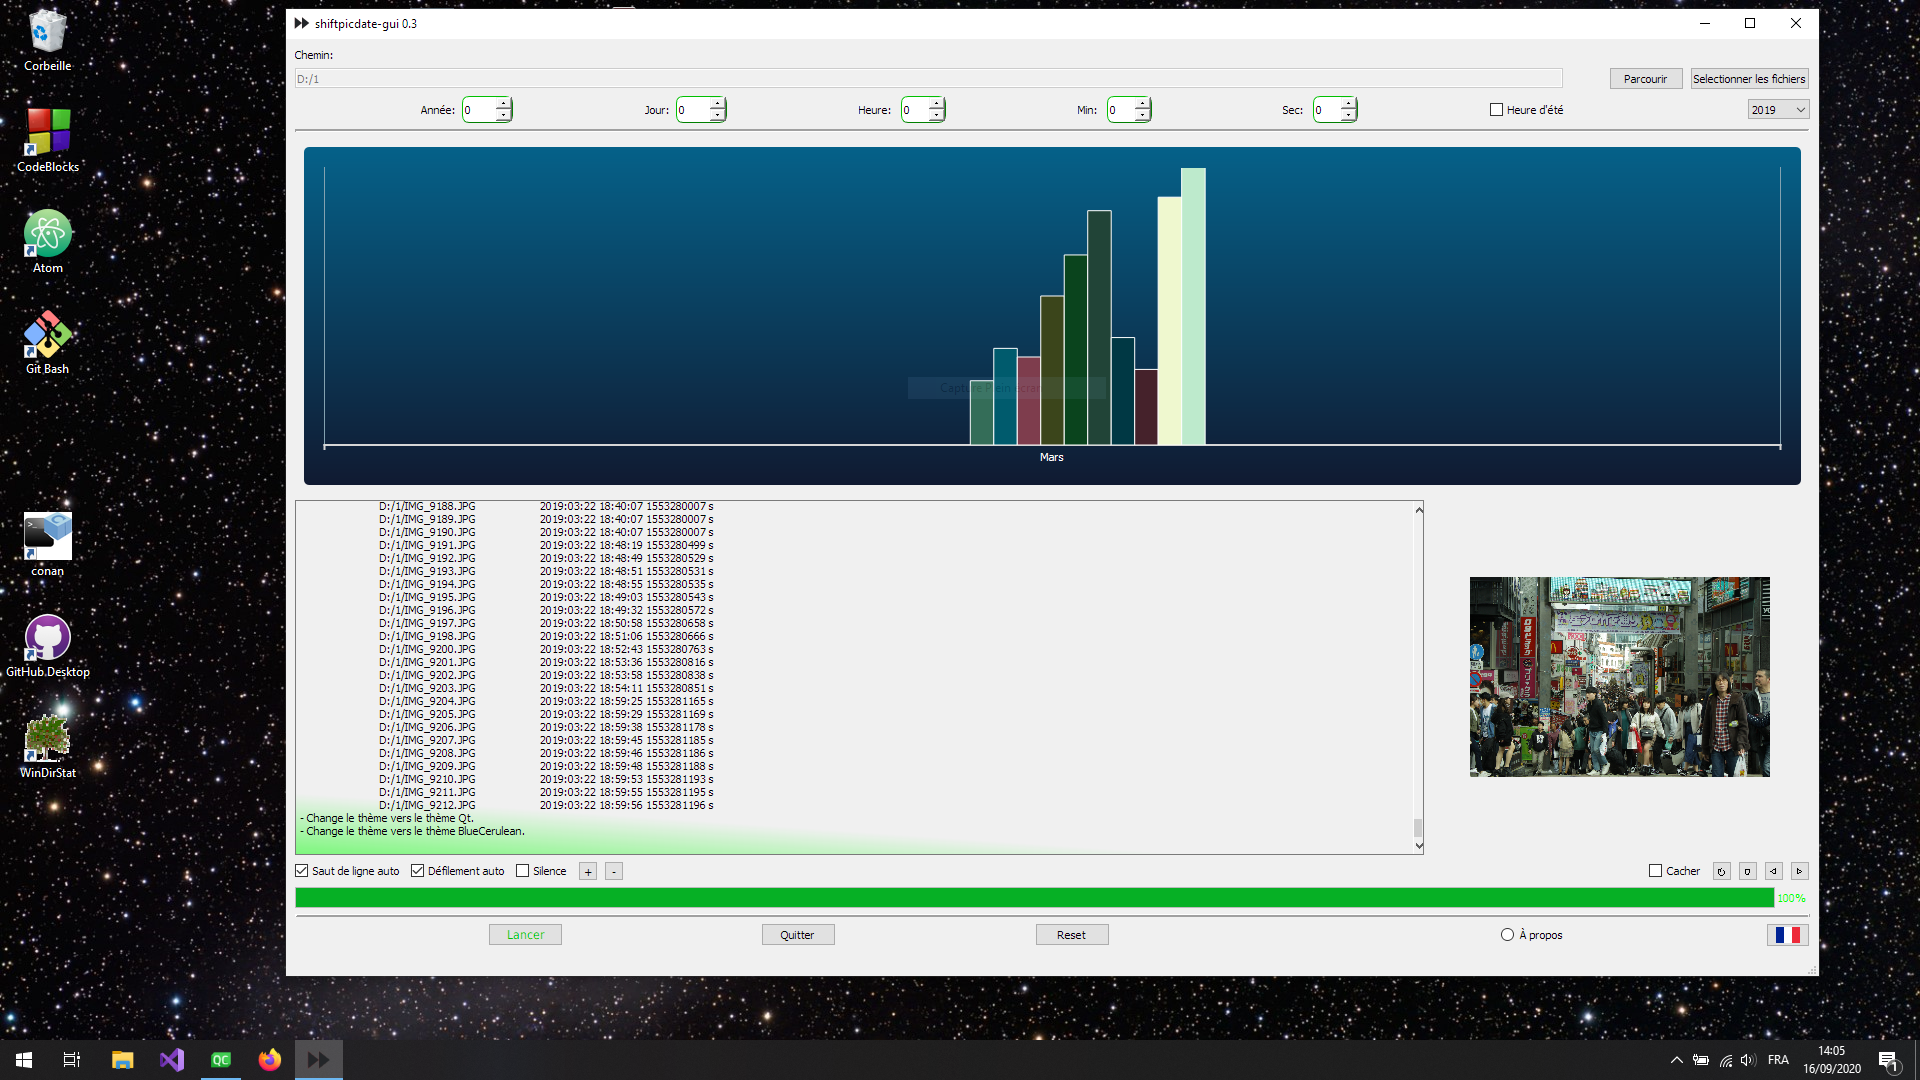 shiftpicdate-gui 0.3
Chemin:
D:/1
Parcourir
Selectionner les fichiers
Année: 0
Jour: 0
Heure: 0
Min: 0
Sec: 0
Heure d'été
2019
Mars
D:/1/IMG_9188.JPG 2019:03:22 18:40:07 1553280007 s
D:/1/IMG_9189.JPG 2019:03:22 18:40:07 1553280007 s
D:/1/IMG_9190.JPG 2019:03:22 18:40:07 1553280007 s
D:/1/IMG_9191.JPG 2019:03:22 18:48:19 1553280499 s
D:/1/IMG_9192.JPG 2019:03:22 18:48:49 1553280529 s
D:/1/IMG_9193.JPG 2019:03:22 18:48:51 1553280531 s
D:/1/IMG_9194.JPG 2019:03:22 18:48:55 1553280535 s
D:/1/IMG_9195.JPG 2019:03:22 18:49:03 1553280543 s
D:/1/IMG_9196.JPG 2019:03:22 18:49:32 1553280572 s
D:/1/IMG_9197.JPG 2019:03:22 18:50:58 1553280658 s
D:/1/IMG_9198.JPG 2019:03:22 18:51:06 1553280666 s
D:/1/IMG_9200.JPG 2019:03:22 18:52:43 1553280763 s
D:/1/IMG_9201.JPG 2019:03:22 18:53:36 1553280816 s
D:/1/IMG_9202.JPG 2019:03:22 18:53:58 1553280838 s
D:/1/IMG_9203.JPG 2019:03:22 18:54:11 1553280851 s
D:/1/IMG_9204.JPG 2019:03:22 18:59:25 1553281165 s
D:/1/IMG_9205.JPG 2019:03:22 18:59:29 1553281169 s
D:/1/IMG_9206.JPG 2019:03:22 18:59:38 1553281178 s
D:/1/IMG_9207.JPG 2019:03:22 18:59:45 1553281185 s
D:/1/IMG_9208.JPG 2019:03:22 18:59:46 1553281186 s
D:/1/IMG_9209.JPG 2019:03:22 18:59:48 1553281188 s
D:/1/IMG_9210.JPG 2019:03:22 18:59:53 1553281193 s
D:/1/IMG_9211.JPG 2019:03:22 18:59:55 1553281195 s
D:/1/IMG_9212.JPG 2019:03:22 18:59:56 1553281196 s
- Change le thème vers le thème Qt.
- Change le thème vers le thème BlueCerulean.
Saut de ligne auto
Défilement auto
Silence
+
-
Cacher
100%
Lancer
Quitter
Reset
À propos
Corbeille
CodeBlocks
Atom
Git Bash
conan
GitHub Desktop
WinDirStat
QC
FRA
14:05
16/09/2020
1